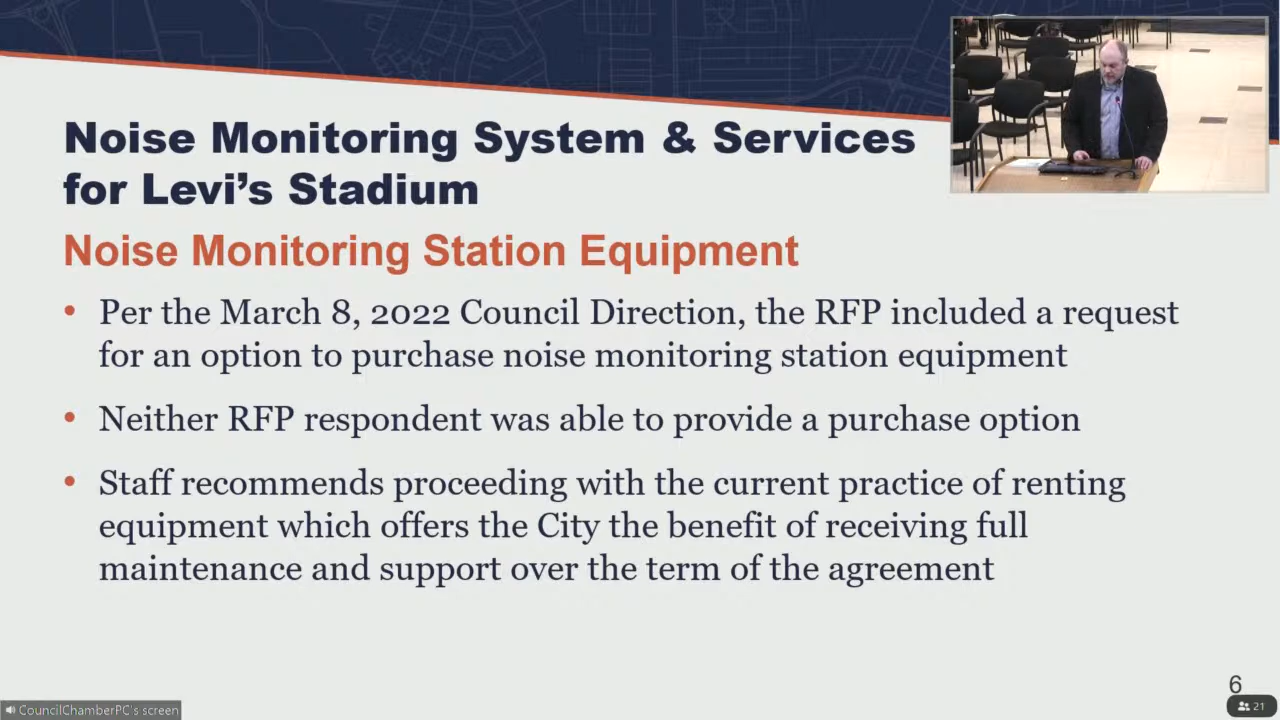 Noise Monitoring System & Services
for Levi’s Stadium
Noise Monitoring Station Equipment
• Per the March 8, 2022 Council Direction, the RFP included a request
for an option to purchase noise monitoring station equipment
• Neither RFP respondent was able to provide a purchase option
• Staff recommends proceeding with the current practice of renting
equipment which offers the City the benefit of receiving full
maintenance and support over the term of the agreement
6
21
CouncilChamberPC's screen